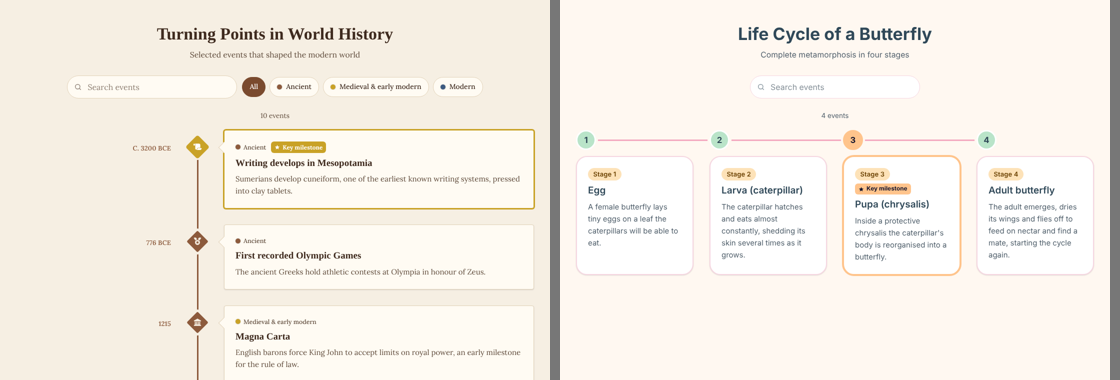 Turning Points in World History
Selected events that shaped the modern world
Search events
All
Ancient
Medieval & early modern
Modern
10 events
C. 3200 BCE
Ancient
Key milestone
Writing develops in Mesopotamia
Sumerians develop cuneiform, one of the earliest known writing systems, pressed
into clay tablets.
776 BCE
Ancient
First recorded Olympic Games
The ancient Greeks hold athletic contests at Olympia in honour of Zeus.
1215
Medieval & early modern
Magna Carta
English barons force King John to accept limits on royal power, an early milestone
for the rule of law.
Life Cycle of a Butterfly
Complete metamorphosis in four stages
Search events
4 events
1
2
3
4
Stage 1
Egg
A female butterfly lays
tiny eggs on a leaf the
caterpillars will be able to
eat.
Stage 2
Larva (caterpillar)
The caterpillar hatches
and eats almost
constantly, shedding its
skin several times as it
grows.
Stage 3
Key milestone
Pupa (chrysalis)
Inside a protective
chrysalis the caterpillar's
body is reorganised into a
butterfly.
Stage 4
Adult butterfly
The adult emerges, dries
its wings and flies off to
feed on nectar and find a
mate, starting the cycle
again.